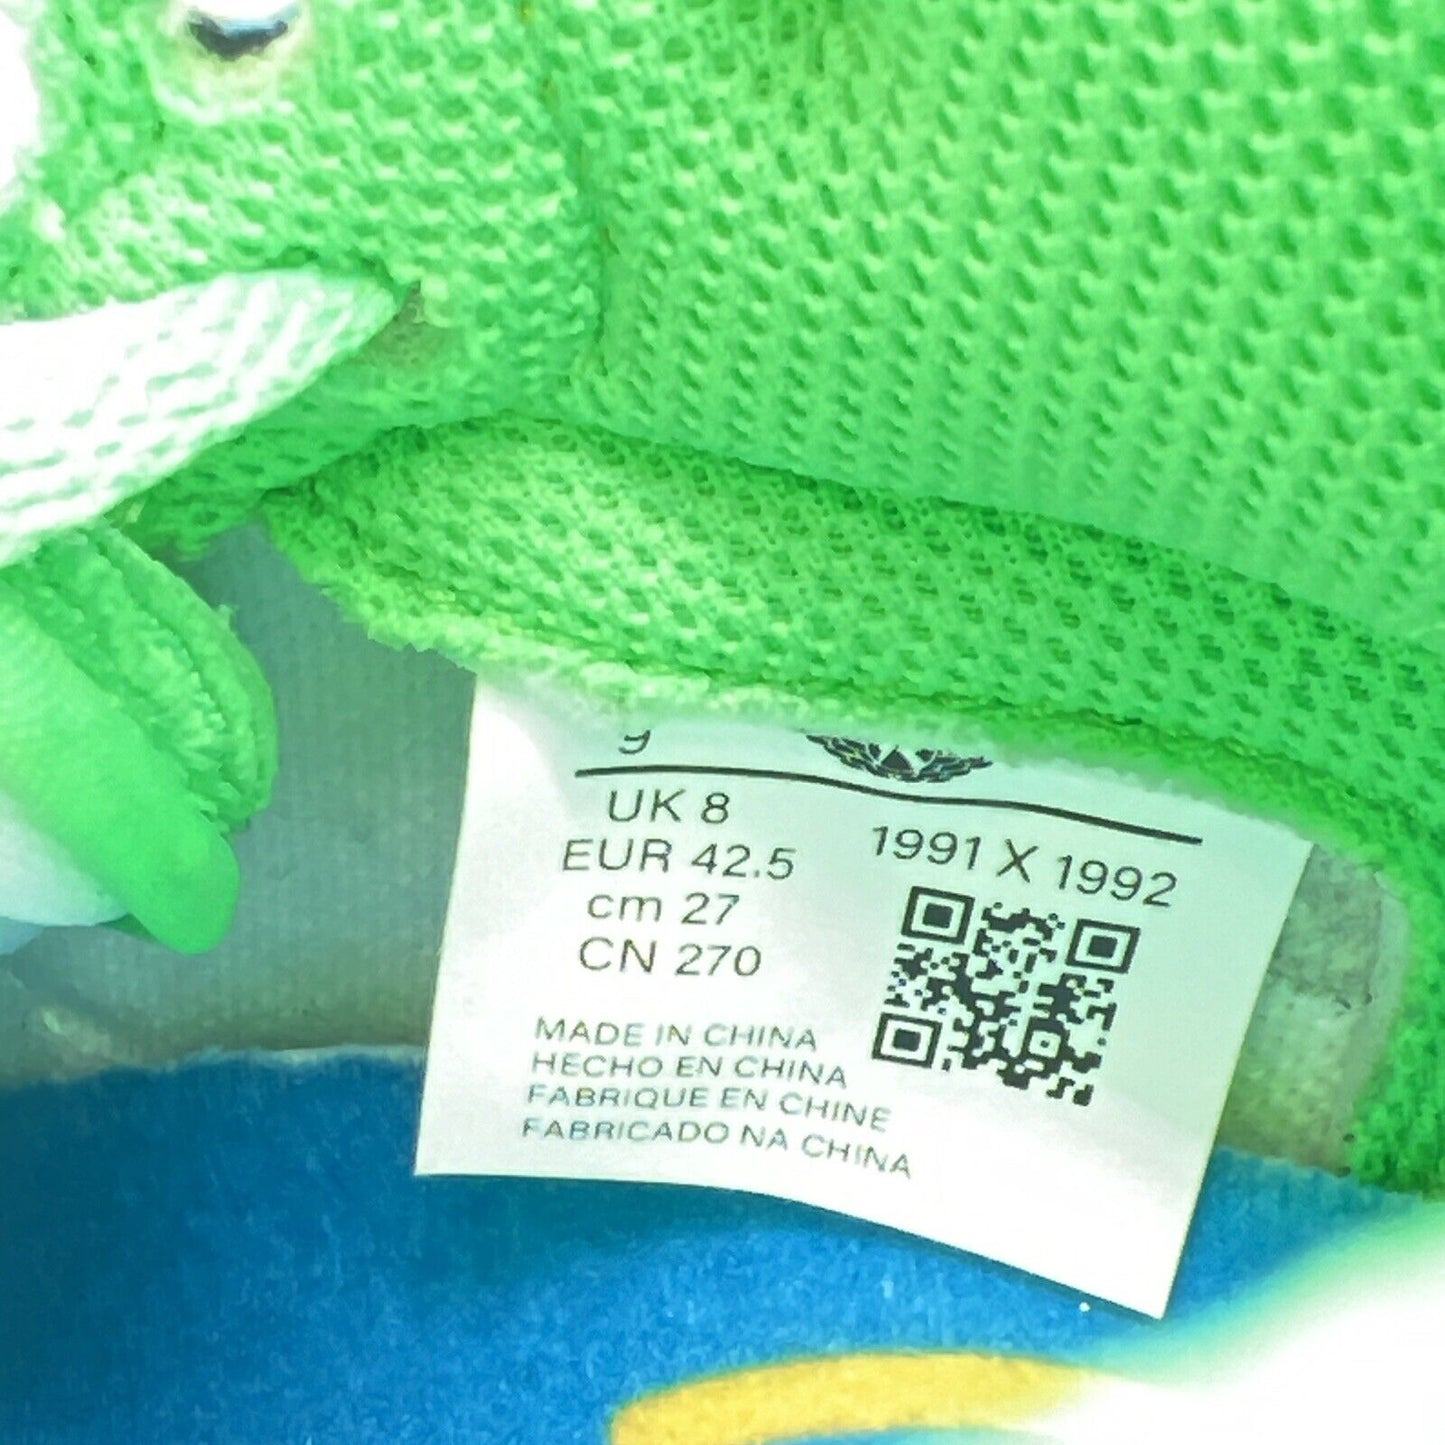 9
UK 8
EUR 42.5
cm 27
CN 270
1991 X 1992
MADE IN CHINA
HECHO EN CHINA
FABRIQUE EN CHINE
FABRICADO NA CHINA